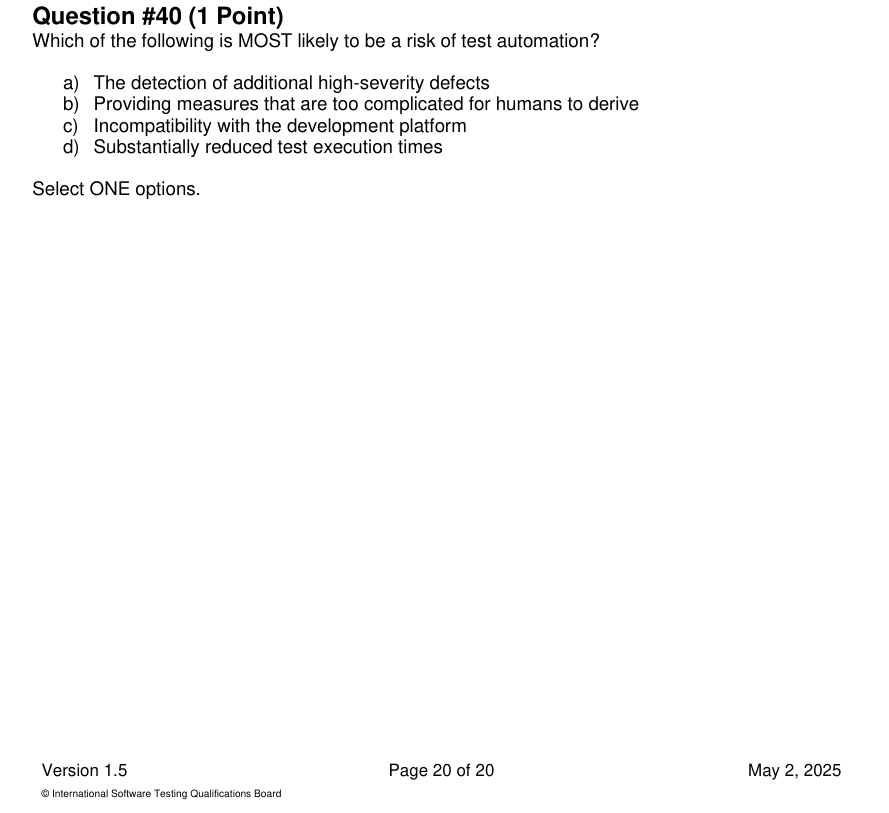 Question #40 (1 Point)
Which of the following is MOST likely to be a risk of test automation?
a) The detection of additional high-severity defects
b) Providing measures that are too complicated for humans to derive
c) Incompatibility with the development platform
d) Substantially reduced test execution times
Select ONE options.
Version 1.5 Page 20 of 20 May 2, 2025
© International Software Testing Qualifications Board